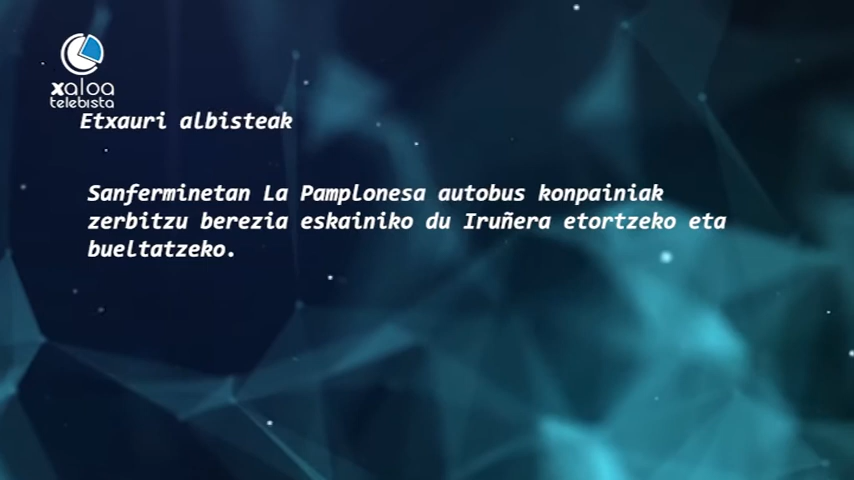 xaloa
telebista
Etxauri albisteak
Sanferminetan La Pamplonesa autobus konpainiak
zerbitzu berezia eskainiko du Iruñera etortzeko eta
bueltatzeko.